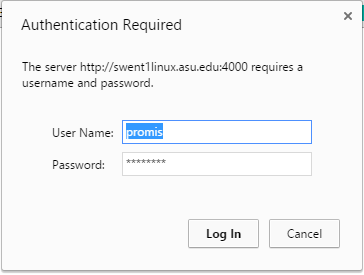 Authentication Required
The server http://swent1linux.asu.edu:4000 requires a
username and password.
User Name: promis
Password: ********
Log In Cancel